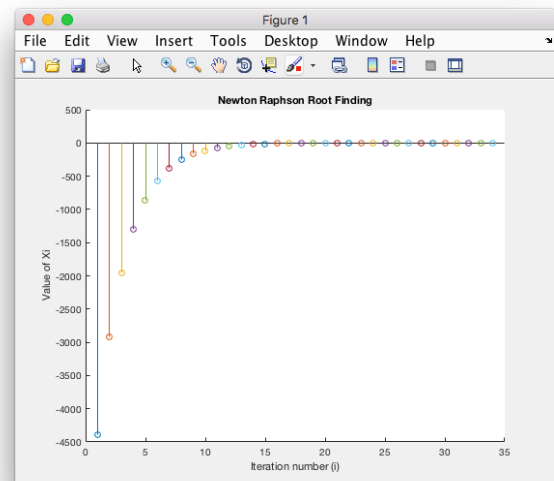 Figure 1
File Edit View Insert Tools Desktop Window Help
Newton Raphson Root Finding
500
0
-500
-1000
-1500
-2000
-2500
-3000
-3500
-4000
-4500
Value of Xi
0 5 10 15 20 25 30 35
Iteration number (i)